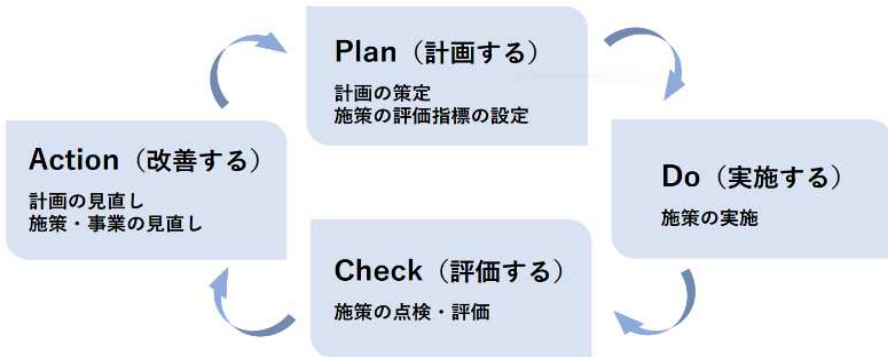 Plan（計画する）
計画の策定
施策の評価指標の設定
Do（実施する）
施策の実施
Check（評価する）
施策の点検・評価
Action（改善する）
計画の見直し
施策・事業の見直し